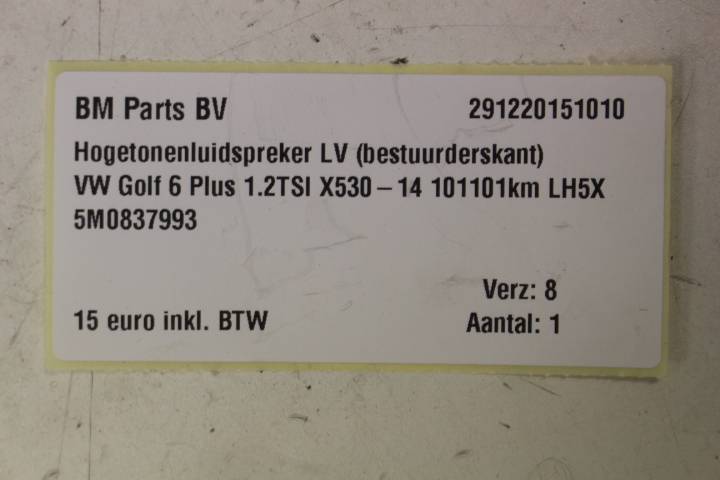 BM Parts BV 291220151010
Hogetonenluidspreker LV (bestuurderskant)
VW Golf 6 Plus 1.2TSI X530 – 14 101101km LH5X
5M0837993
Verz: 8
15 euro inkl. BTW Aantal: 1